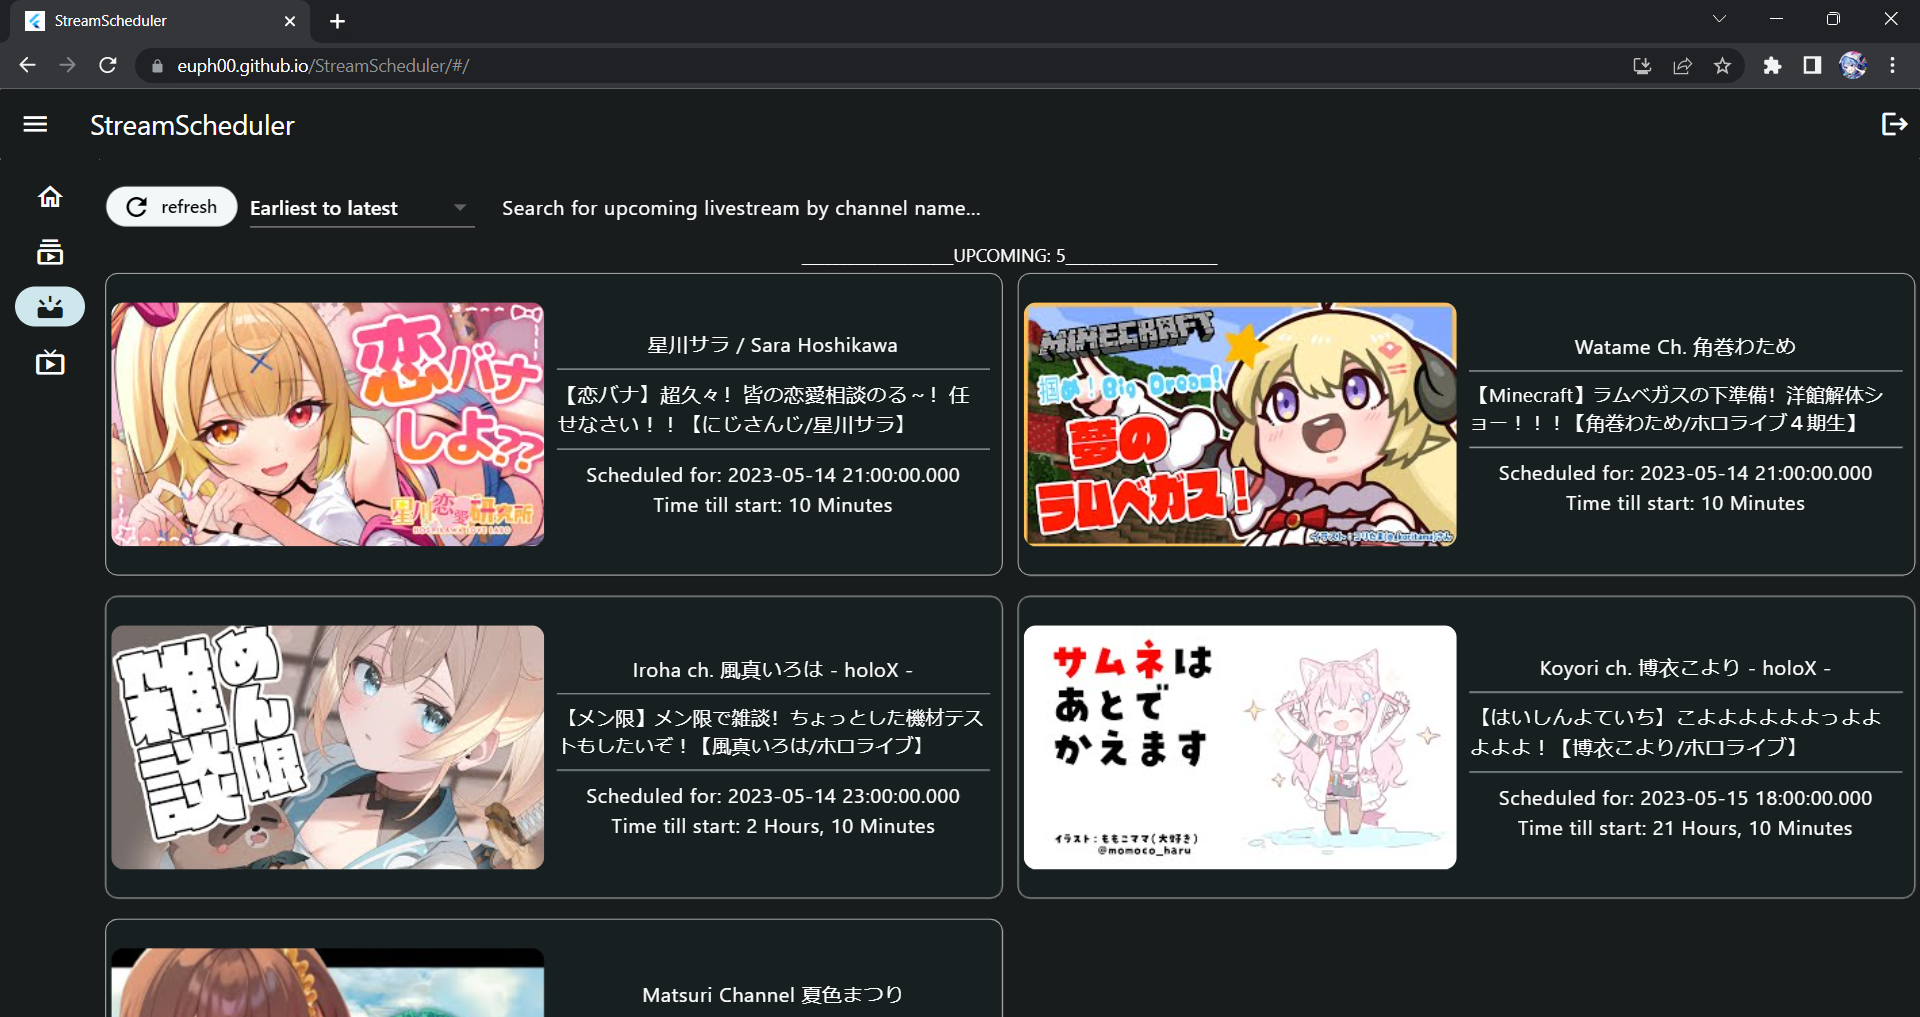 StreamScheduler
euph00.github.io/StreamScheduler/#/
StreamScheduler
refresh
Earliest to latest
Search for upcoming livestream by channel name...
UPCOMING: 5
恋バナ
しよ??
星川恋愛研究所
HOSHIKAWA LOVE LABO
星川サラ / Sara Hoshikawa
【恋バナ】超久々！皆の恋愛相談のる～！任
せなさい！！【にじさんじ/星川サラ】
Scheduled for: 2023-05-14 21:00:00.000
Time till start: 10 Minutes
MINECRAFT
掴め！Big Dream!
夢の
ラムベガス！
Watame Ch. 角巻わため
【Minecraft】ラムベガスの下準備！洋館解体シ
ョー！！！【角巻わため/ホロライブ４期生】
Scheduled for: 2023-05-14 21:00:00.000
Time till start: 10 Minutes
めん限
雑談
Iroha ch. 風真いろは - holoX -
【メン限】メン限で雑談！ちょっとした機材テス
トもしたいぞ！【風真いろは/ホロライブ】
Scheduled for: 2023-05-14 23:00:00.000
Time till start: 2 Hours, 10 Minutes
サムネは
あとで
かえます
イラスト：ももこママ(大好き)
@momoco_haru
Koyori ch. 博衣こより - holoX -
【はいしんよていち】こよよよよよよっよよ
よよよ！【博衣こより/ホロライブ】
Scheduled for: 2023-05-15 18:00:00.000
Time till start: 21 Hours, 10 Minutes
Matsuri Channel 夏色まつり